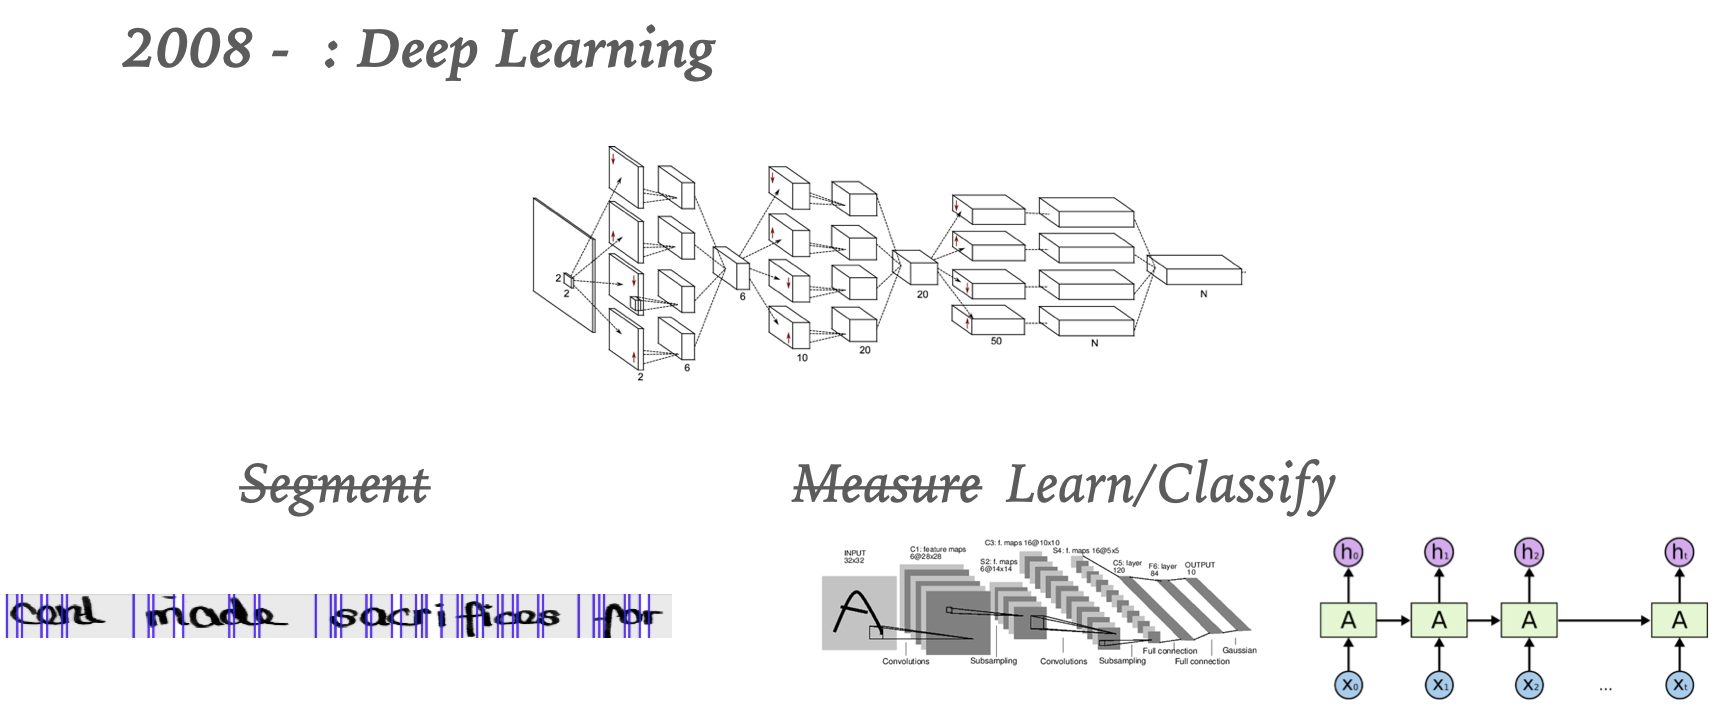 2008 -  : Deep Learning
2
2
2
6
6
10
20
20
50
N
N
Segment
Measure Learn/Classify
INPUT
32x32
C1: feature maps
6@28x28
S2: f. maps
6@14x14
C3: f. maps 16@10x10
S4: f. maps 16@5x5
C5: layer
120
F6: layer
84
OUTPUT
10
Convolutions
Subsampling
Convolutions
Subsampling
Full connection
Full connection
Gaussian
made sacrifices for
h₀ h₁ h₂ hₜ
A A A A
X₀ X₁ X₂ ... Xₜ